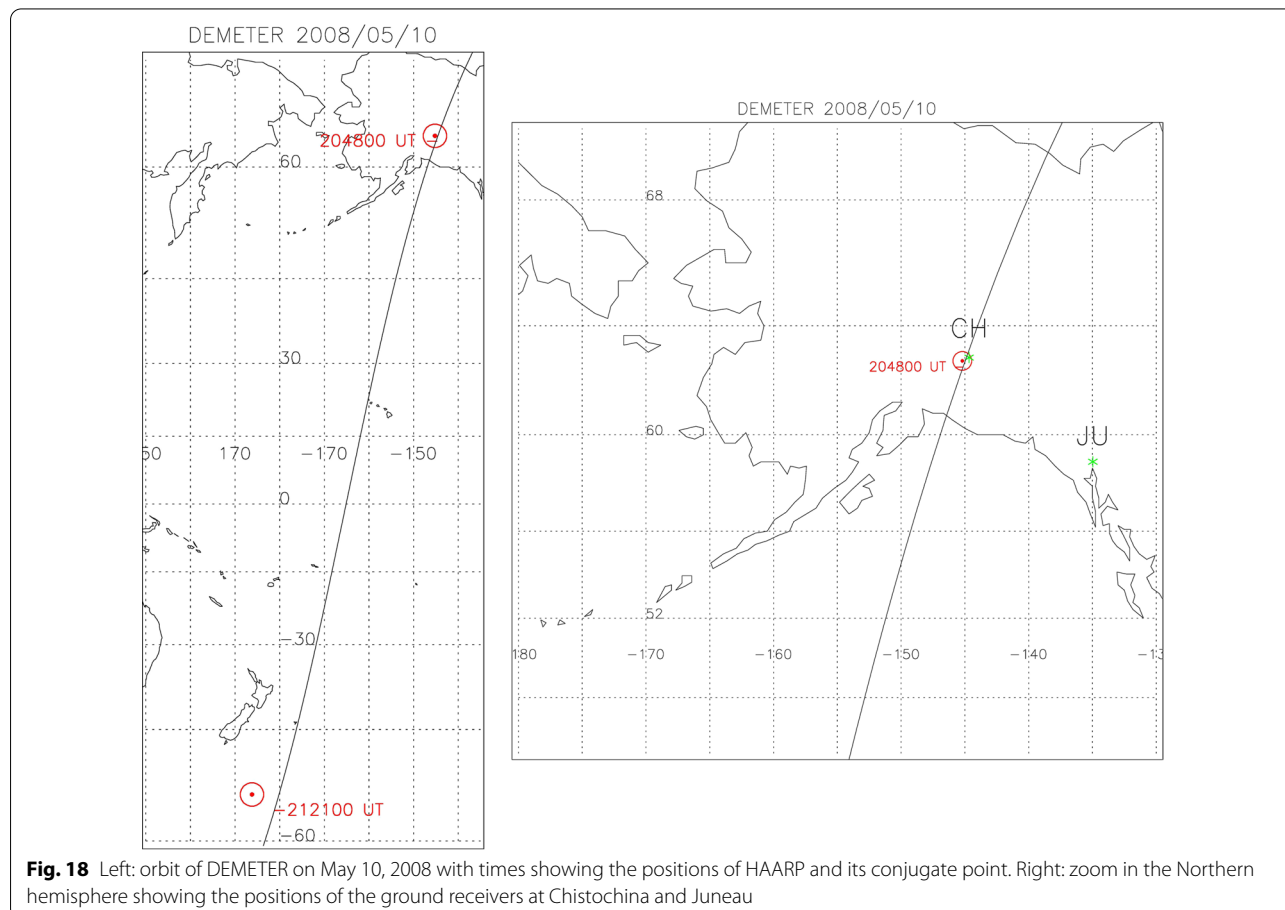 DEMETER 2008/05/10
204800 UT
60
30
50 170 -170 -150
0
-30
-212100 UT
-60
DEMETER 2008/05/10
68
CH
204800 UT
60
JU
52
180 -170 -160 -150 -140 -13
Fig. 18 Left: orbit of DEMETER on May 10, 2008 with times showing the positions of HAARP and its conjugate point. Right: zoom in the Northern
hemisphere showing the positions of the ground receivers at Chistochina and Juneau